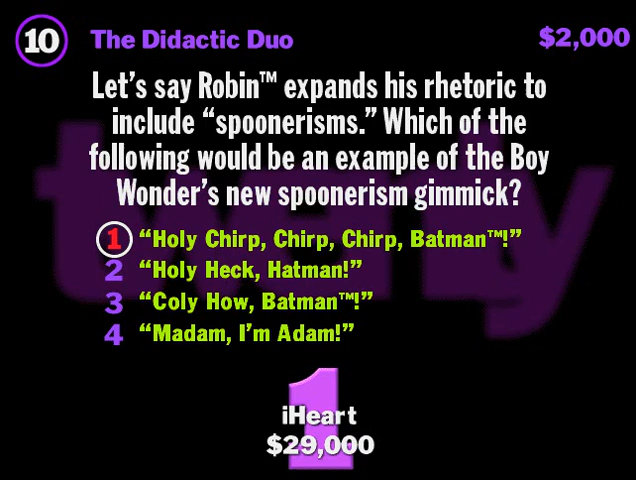 10 The Didactic Duo $2,000
Let's say Robin™ expands his rhetoric to
include “spoonerisms.” Which of the
following would be an example of the Boy
Wonder's new spoonerism gimmick?
1 “Holy Chirp, Chirp, Chirp, Batman™!”
2 “Holy Heck, Hatman!”
3 “Coly How, Batman™!”
4 “Madam, I'm Adam!”
1
iHeart
$29,000